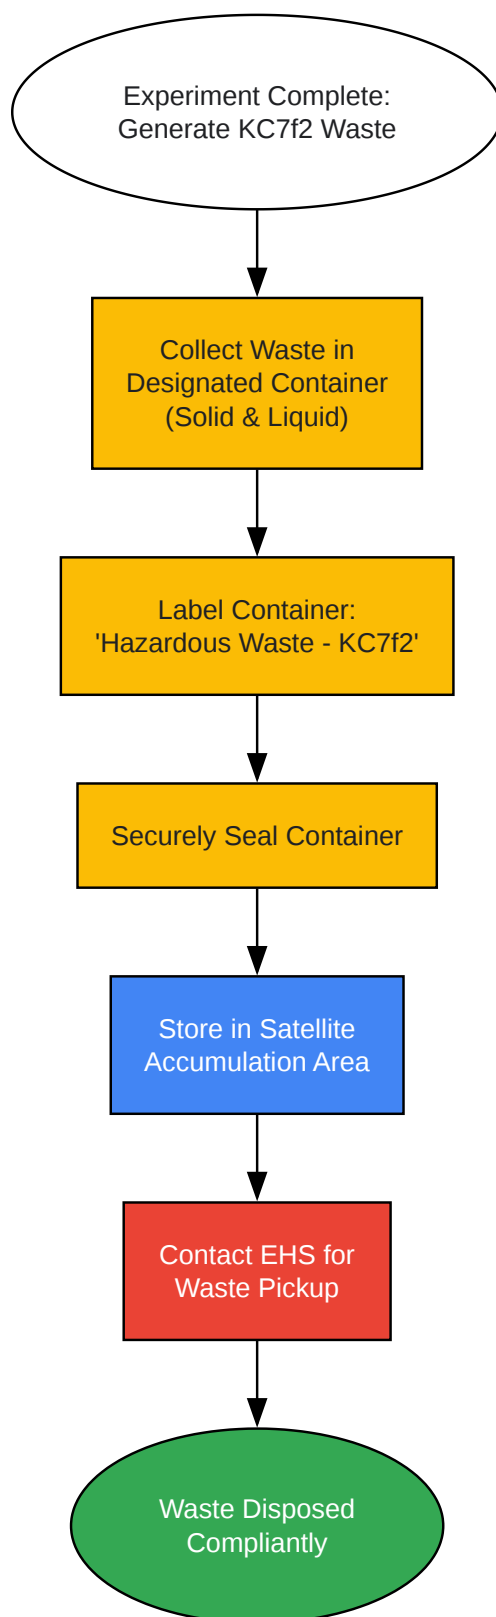 Experiment Complete:
Generate KC7f2 Waste
Collect Waste in
Designated Container
(Solid & Liquid)
Label Container:
'Hazardous Waste - KC7f2'
Securely Seal Container
Store in Satellite
Accumulation Area
Contact EHS for
Waste Pickup
Waste Disposed
Compliantly